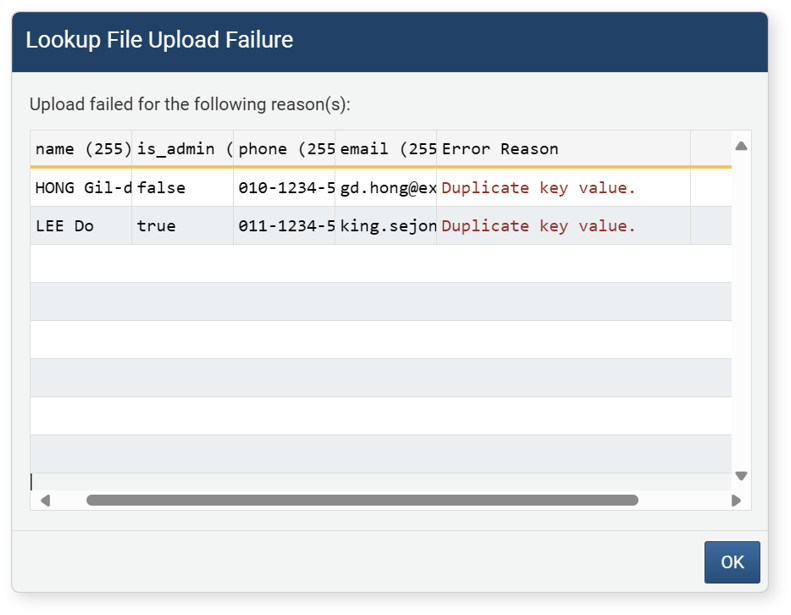 Lookup File Upload Failure
Upload failed for the following reason(s):
name (255) is_admin ( phone (255 email (255 Error Reason
HONG Gil-d false 010-1234-5 gd.hong@ex Duplicate key value.
LEE Do true 011-1234-5 king.sejon Duplicate key value.
OK